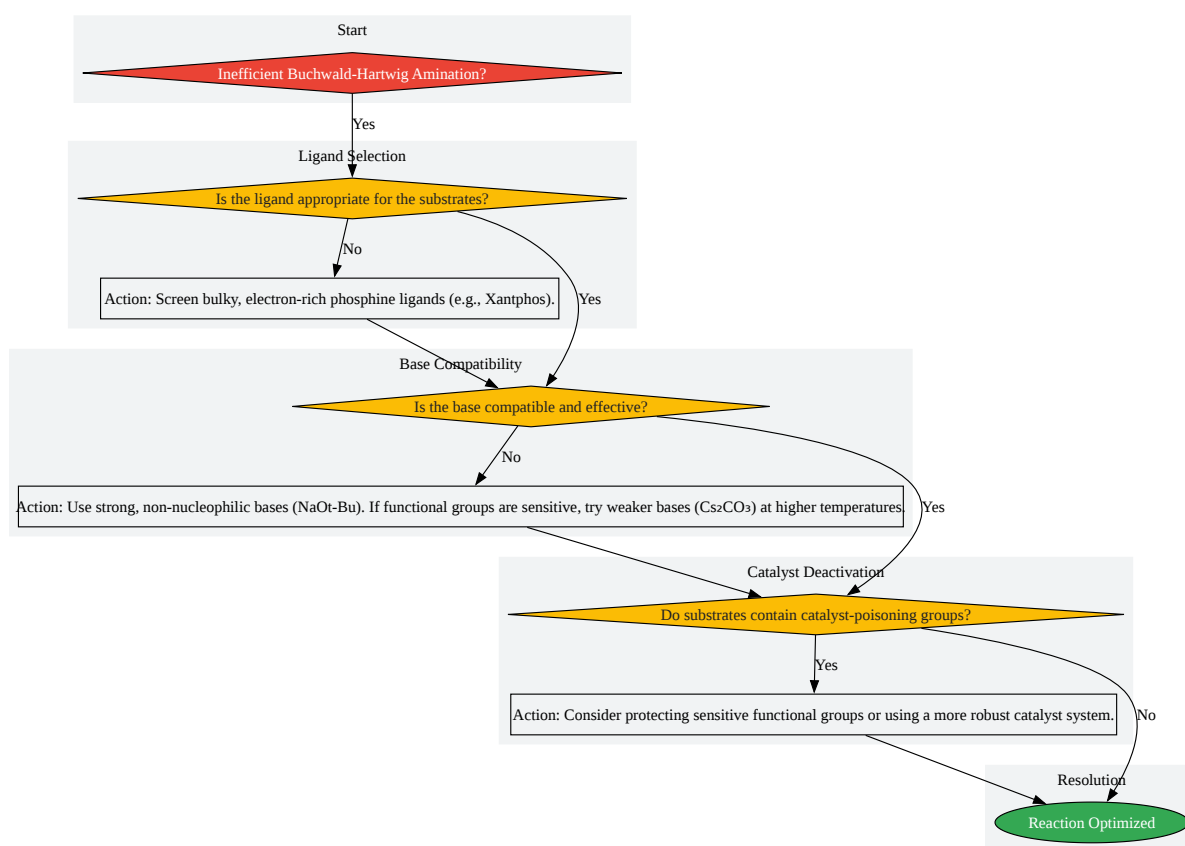 Start
Inefficient Buchwald-Hartwig Amination?
Yes
Ligand Selection
Is the ligand appropriate for the substrates?
No
Action: Screen bulky, electron-rich phosphine ligands (e.g., Xantphos).
Yes
Base Compatibility
Is the base compatible and effective?
No
Action: Use strong, non-nucleophilic bases (NaOt-Bu). If functional groups are sensitive, try weaker bases (Cs₂CO₃) at higher temperatures.
Yes
Catalyst Deactivation
Do substrates contain catalyst-poisoning groups?
Yes
Action: Consider protecting sensitive functional groups or using a more robust catalyst system.
No
Resolution
Reaction Optimized